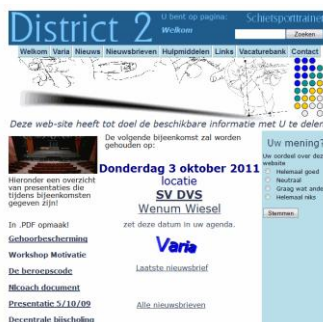 District 2
U bent op pagina:
Welkom
Schietsporttrainer
Zoeken
Welkom Varia Nieuws Nieuwsbrieven Hulpmiddelen Links Vacaturebank Contact
Deze web-site heeft tot doel de beschikbare informatie met U te delen
Hieronder een overzicht
van presentaties die
tijdens bijeenkomsten
gegeven zijn!
In .PDF opmaak!
Gehoorbescherming
Workshop Motivatie
De beroepscode
Nlcoach document
Presentatie 5/10/09
Decentrale bijscholing
De volgende bijeenkomst zal worden
gehouden op:
Donderdag 3 oktober 2011
locatie
SV DVS
Wenum Wiesel
zet deze datum in uw agenda.
Varia
Laatste nieuwsbrief
Alle nieuwsbrieven
Uw mening?
Uw oordeel over deze
website
Helemaal goed
Neutraal
Graag wat ande
Helemaal niks
Stemmen